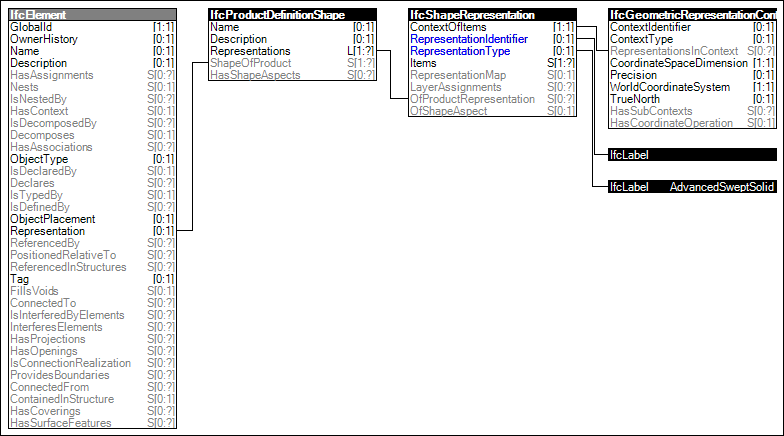 IfcElement
GlobalId [1:1]
OwnerHistory [0:1]
Name [0:1]
Description [0:1]
HasAssignments S[0:?]
Nests S[0:1]
IsNestedBy S[0:?]
HasContext S[0:1]
IsDecomposedBy S[0:?]
Decomposes S[0:1]
HasAssociations S[0:?]
ObjectType [0:1]
IsDeclaredBy S[0:1]
Declares S[0:?]
IsTypedBy S[0:1]
IsDefinedBy S[0:?]
ObjectPlacement [0:1]
Representation [0:1]
ReferencedBy S[0:?]
PositionedRelativeTo S[0:?]
ReferencedInStructures S[0:?]
Tag [0:1]
FillsVoids S[0:1]
ConnectedTo S[0:?]
IsInterferedByElements S[0:?]
InterferesElements S[0:?]
HasProjections S[0:?]
HasOpenings S[0:?]
IsConnectionRealization S[0:?]
ProvidesBoundaries S[0:?]
ConnectedFrom S[0:?]
ContainedInStructure S[0:1]
HasCoverings S[0:?]
HasSurfaceFeatures S[0:?]
IfcProductDefinitionShape
Name [0:1]
Description [0:1]
Representations L[1:?]
ShapeOfProduct S[1:?]
HasShapeAspects S[0:?]
IfcShapeRepresentation
ContextOfItems [1:1]
RepresentationIdentifier [0:1]
RepresentationType [0:1]
Items S[1:?]
RepresentationMap S[0:1]
LayerAssignments S[0:?]
OfProductRepresentation S[0:?]
OfShapeAspect S[0:1]
IfcGeometricRepresentationCon
ContextIdentifier [0:1]
ContextType [0:1]
RepresentationsInContext S[0:?]
CoordinateSpaceDimension [1:1]
Precision [0:1]
WorldCoordinateSystem [1:1]
TrueNorth [0:1]
HasSubContexts S[0:?]
HasCoordinateOperation S[0:1]
IfcLabel
IfcLabel AdvancedSweptSolid